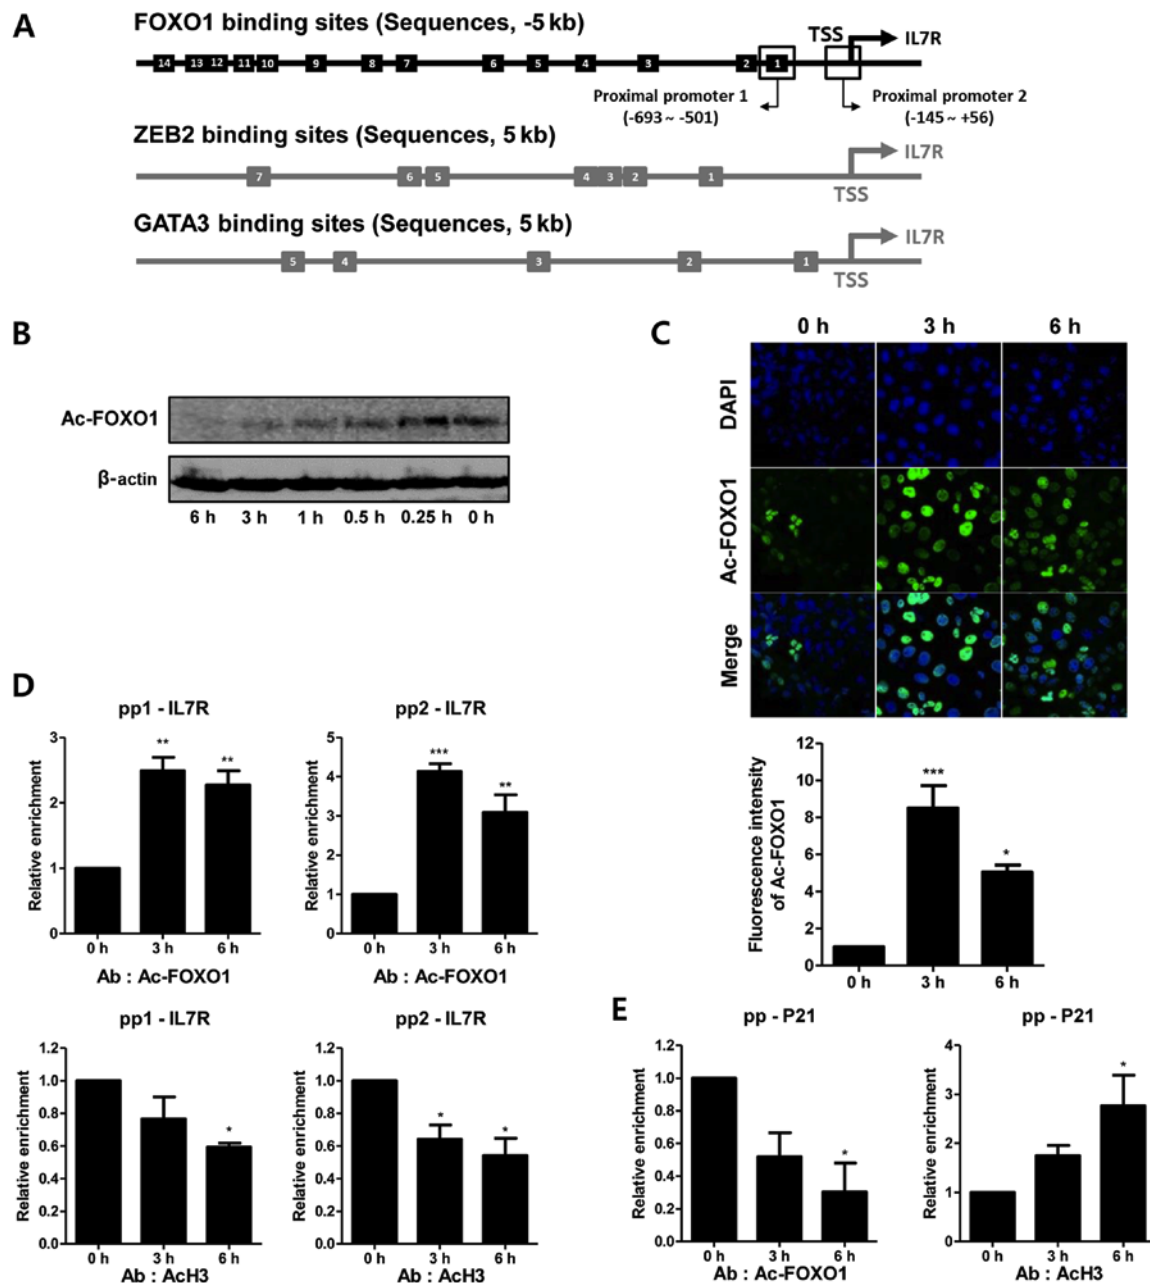 A
FOXO1 binding sites (Sequences, -5 kb)
TSS
IL7R
14 13 12 11 10 9 8 7 6 5 4 3 2 1
Proximal promoter 1
(-693 ~ -501)
Proximal promoter 2
(-145 ~ +56)
ZEB2 binding sites (Sequences, 5 kb)
IL7R
7 6 5 4 3 2 1
TSS
GATA3 binding sites (Sequences, 5 kb)
IL7R
5 4 3 2 1
TSS
B
Ac-FOXO1
β-actin
6 h 3 h 1 h 0.5 h 0.25 h 0 h
C
0 h 3 h 6 h
DAPI
Ac-FOXO1
Merge
Fluorescence intensity
of Ac-FOXO1
12
10
8
6
4
2
0
***
*
0 h 3 h 6 h
D
pp1 - IL7R
Relative enrichment
3
2
1
0
**
**
0 h 3 h 6 h
Ab : Ac-FOXO1
pp2 - IL7R
Relative enrichment
5
4
3
2
1
0
***
**
0 h 3 h 6 h
Ab : Ac-FOXO1
pp1 - IL7R
Relative enrichment
1.2
1.0
0.8
0.6
0.4
0.2
0.0
*
0 h 3 h 6 h
Ab : AcH3
pp2 - IL7R
Relative enrichment
1.2
1.0
0.8
0.6
0.4
0.2
0.0
*
*
0 h 3 h 6 h
Ab : AcH3
E
pp - P21
Relative enrichment
1.2
1.0
0.8
0.6
0.4
0.2
0.0
*
0 h 3 h 6 h
Ab : Ac-FOXO1
pp - P21
Relative enrichment
4
3
2
1
0
*
0 h 3 h 6 h
Ab : AcH3